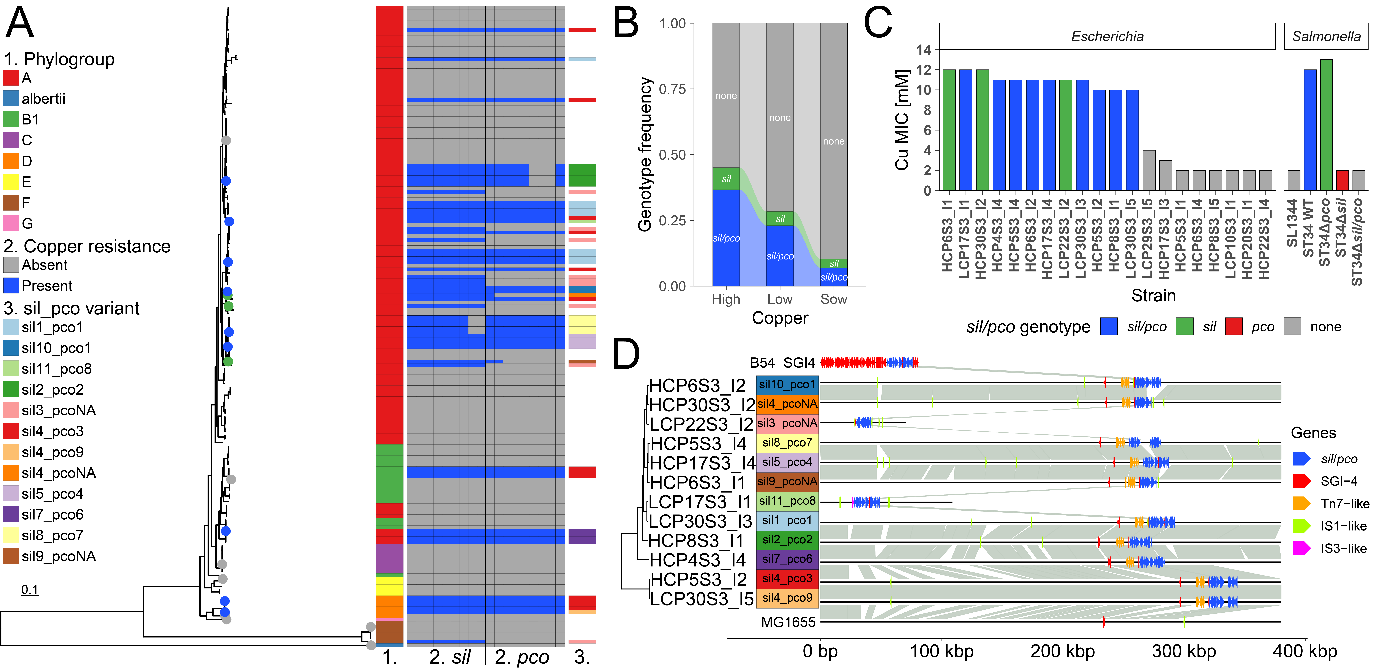 A
1. Phylogroup
A
albertii
B1
C
D
E
F
G
2. Copper resistance
Absent
Present
3. sil_pco variant
sil1_pco1
sil10_pco1
sil11_pco8
sil2_pco2
sil3_pcoNA
sil4_pco3
sil4_pco9
sil4_pcoNA
sil5_pco4
sil7_pco6
sil8_pco7
sil9_pcoNA
0.1
1.
2. sil
2. pco
3.
B
Genotype frequency
1.00
0.75
0.50
0.25
0.00
none
sil
sil/pco
none
sil
sil/pco
none
sil
sil/pco
High
Low
Sow
Copper
C
Escherichia
Salmonella
Cu MIC [mM]
14
12
10
8
6
4
2
0
HCP6S3_I1
LCP17S3_I1
HCP30S3_I2
HCP4S3_I4
HCP5S3_I4
HCP6S3_I2
HCP17S3_I4
LCP22S3_I2
LCP30S3_I3
HCP5S3_I2
HCP8S3_I1
LCP30S3_I5
LCP29S3_I1
HCP17S3_I3
HCP5S3_I1
HCP6S3_I3
HCP8S3_I5
LCP10S3_I1
HCP20S3_I1
HCP22S3_I4
SL1344
ST34 WT
ST34Δpco
ST34Δsil
ST34Δsil/pco
Strain
sil/pco genotype
sil/pco
sil
pco
none
D
B54 SGI4
HCP6S3_I2 sil10_pco1
HCP30S3_I2 sil4_pcoNA
LCP22S3_I2 sil3_pcoNA
HCP5S3_I4 sil8_pco7
HCP17S3_I4 sil5_pco4
HCP6S3_I1 sil9_pcoNA
LCP17S3_I1 sil11_pco8
LCP30S3_I3 sil1_pco1
HCP8S3_I1 sil2_pco2
HCP4S3_I4 sil7_pco6
HCP5S3_I2 sil4_pco3
LCP30S3_I5 sil4_pco9
MG1655
0 bp
100 kbp
200 kbp
300 kbp
400 kbp
Genes
sil/pco
SGI-4
Tn7-like
IS1-like
IS3-like